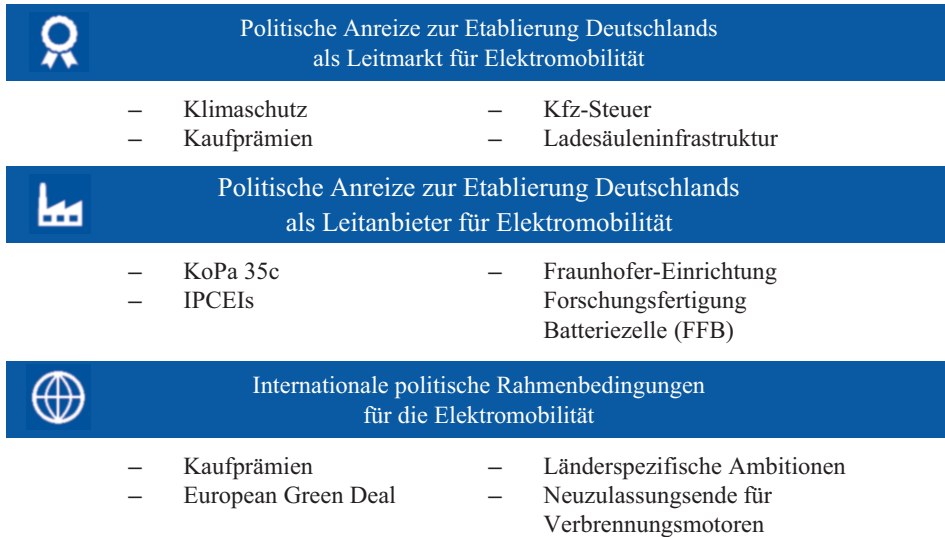 Politische Anreize zur Etablierung Deutschlands
als Leitmarkt für Elektromobilität
– Klimaschutz
– Kaufprämien
– Kfz-Steuer
– Ladesäuleninfrastruktur
Politische Anreize zur Etablierung Deutschlands
als Leitanbieter für Elektromobilität
– KoPa 35c
– IPCEIs
– Fraunhofer-Einrichtung
Forschungsfertigung
Batteriezelle (FFB)
Internationale politische Rahmenbedingungen
für die Elektromobilität
– Kaufprämien
– European Green Deal
– Länderspezifische Ambitionen
– Neuzulassungsende für
Verbrennungsmotoren